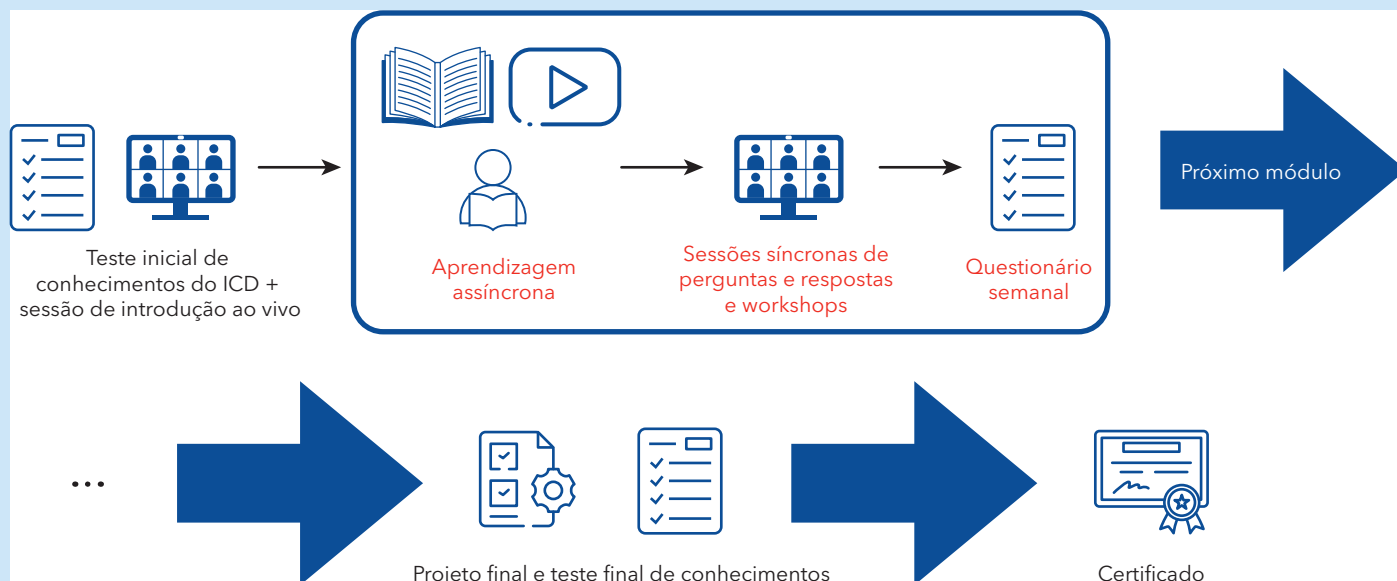 Teste inicial de
conhecimentos do ICD +
sessão de introdução ao vivo
Aprendizagem
assíncrona
Sessões síncronas de
perguntas e respostas
e workshops
Questionário
semanal
Próximo módulo
...
Projeto final e teste final de conhecimentos
Certificado